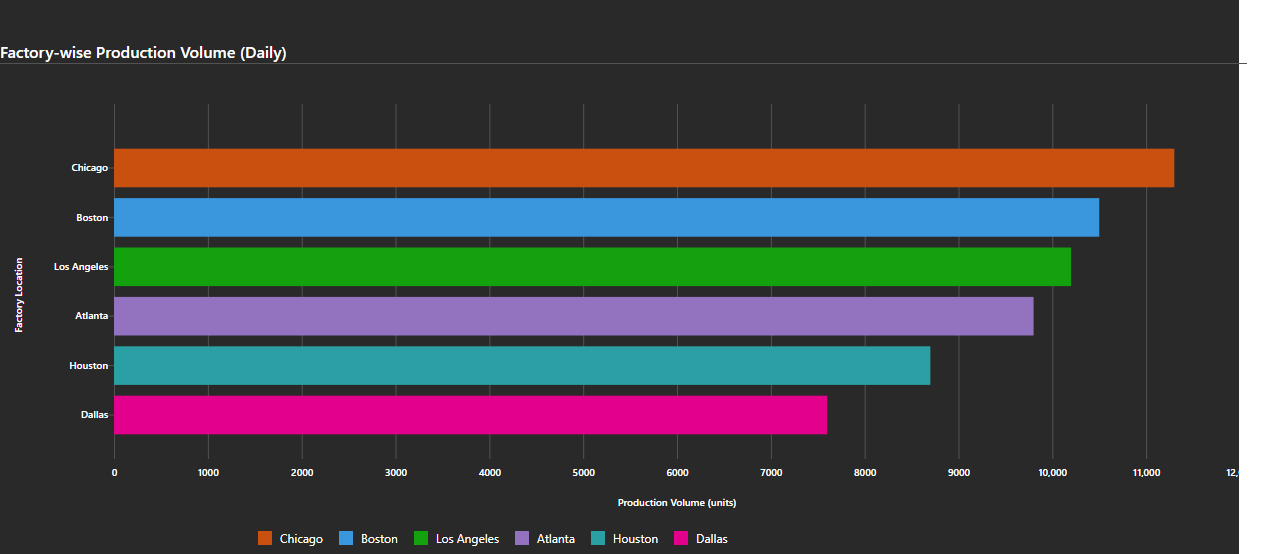 Factory-wise Production Volume (Daily)
Chicago
Boston
Los Angeles
Atlanta
Houston
Dallas
Factory Location
0 1000 2000 3000 4000 5000 6000 7000 8000 9000 10,000 11,000
Production Volume (units)
Chicago Boston Los Angeles Atlanta Houston Dallas